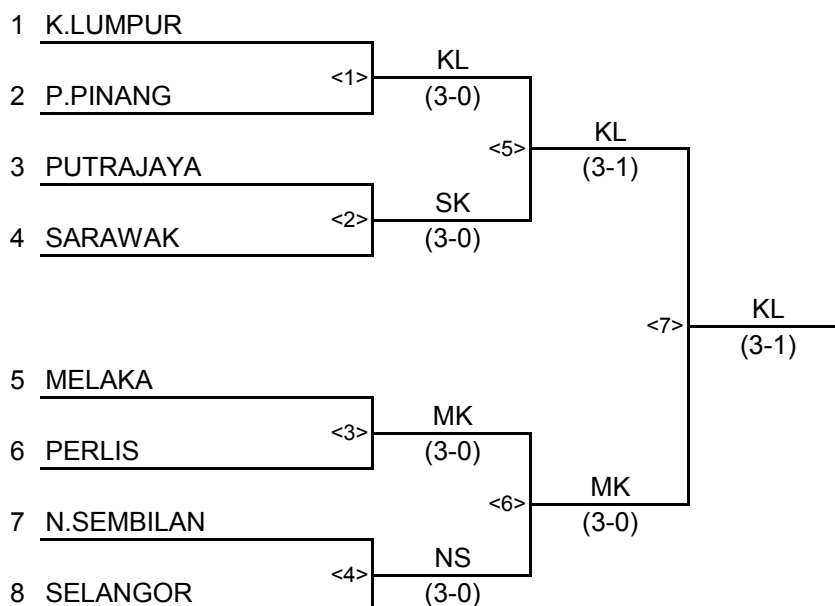 1 K.LUMPUR
<1> KL
(3-0)
2 P.PINANG
<5> KL
(3-1)
3 PUTRAJAYA
<2> SK
(3-0)
4 SARAWAK
<7> KL
(3-1)
5 MELAKA
<3> MK
(3-0)
6 PERLIS
<6> MK
(3-0)
7 N.SEMBILAN
<4> NS
(3-0)
8 SELANGOR